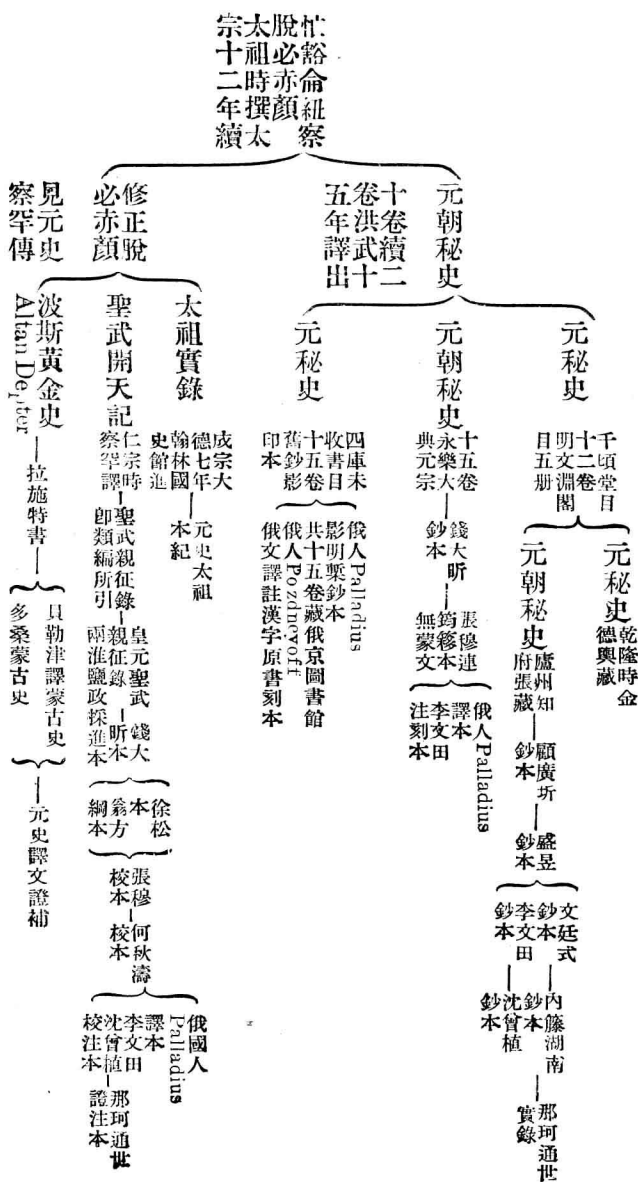 忙豁侖紐察
脫必赤顏
太祖時撰太
宗十二年續
元朝秘史
十卷續二
卷洪武十
五年譯出
元秘史
千頃堂目
十二卷
明文淵閣
目五册
元秘史
乾隆時金
德輿藏
元朝秘史
盧州知
府張藏
顧廣圻
鈔本
盛昱
鈔本
文廷式
鈔本
內藤湖南
鈔本
那珂通世
實錄
李文田
鈔本
沈曾植
鈔本
元朝秘史
十五卷
永樂大
典元宗
錢大昕
鈔本
張穆連
筠簃本
無蒙文
俄人Palladius
譯本
李文田
注刻本
元秘史
四庫未
收書目
十五卷
舊鈔影
印本
俄人Palladius
影明槧鈔本
共十五卷藏俄京圖書館
俄人Pozdneyoff
俄文譯註漢字原書刻本
修正脫
必赤顏
見元史
察罕傳
太祖實錄
成宗大
德七年
翰林國
史館進
元史太祖
本紀
聖武開天記
仁宗時
察罕譯
聖武親征錄
卽類編所引
皇元聖武
親征錄
兩淮鹽政採進本
錢大
昕本
徐松
本
翁方
綱本
張穆
校本
何秋濤
校本
俄國人
Palladius
譯本
李文田
沈曾植
校注本
那珂通世
證注本
波斯黃金史
Altan Depter
拉施特書
貝勒津譯蒙古史
多桑蒙古史
元史譯文證補